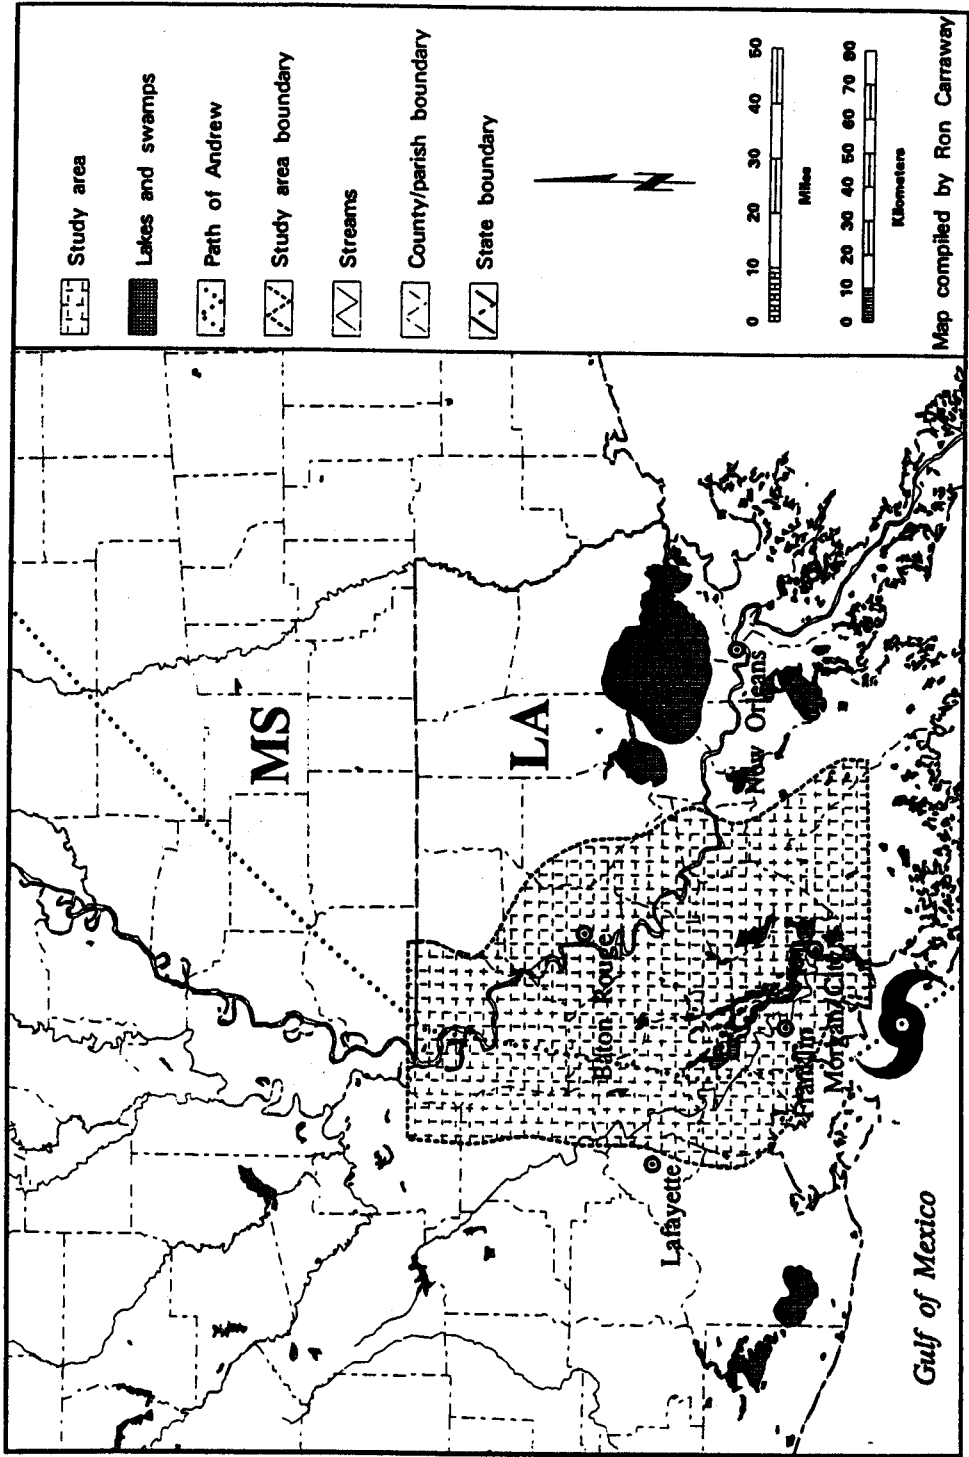 MS
LA
New Orleans
Baton Rouge
Lafayette
Franklin
Morgan City
Gulf of Mexico
Study area
Lakes and swamps
Path of Andrew
Study area boundary
Streams
County/parish boundary
State boundary
0 10 20 30 40 50
Miles
0 10 20 30 40 50 60 70 80
Kilometers
Map compiled by Ron Carraway